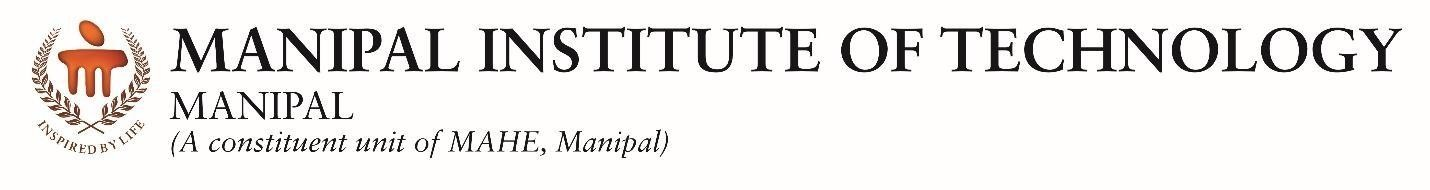 MANIPAL INSTITUTE OF TECHNOLOGY
MANIPAL
(A constituent unit of MAHE, Manipal)
INSPIRED BY LIFE